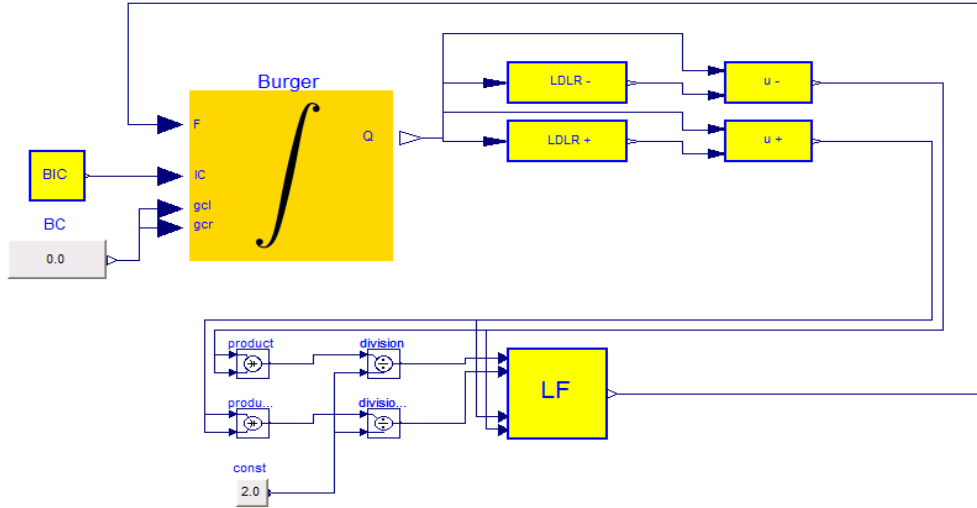 Burger
F
Q
IC
gcl
gcr
BIC
BC
0.0
LDLR -
u -
LDLR +
u +
product
division
produ...
divisio...
LF
const
2.0